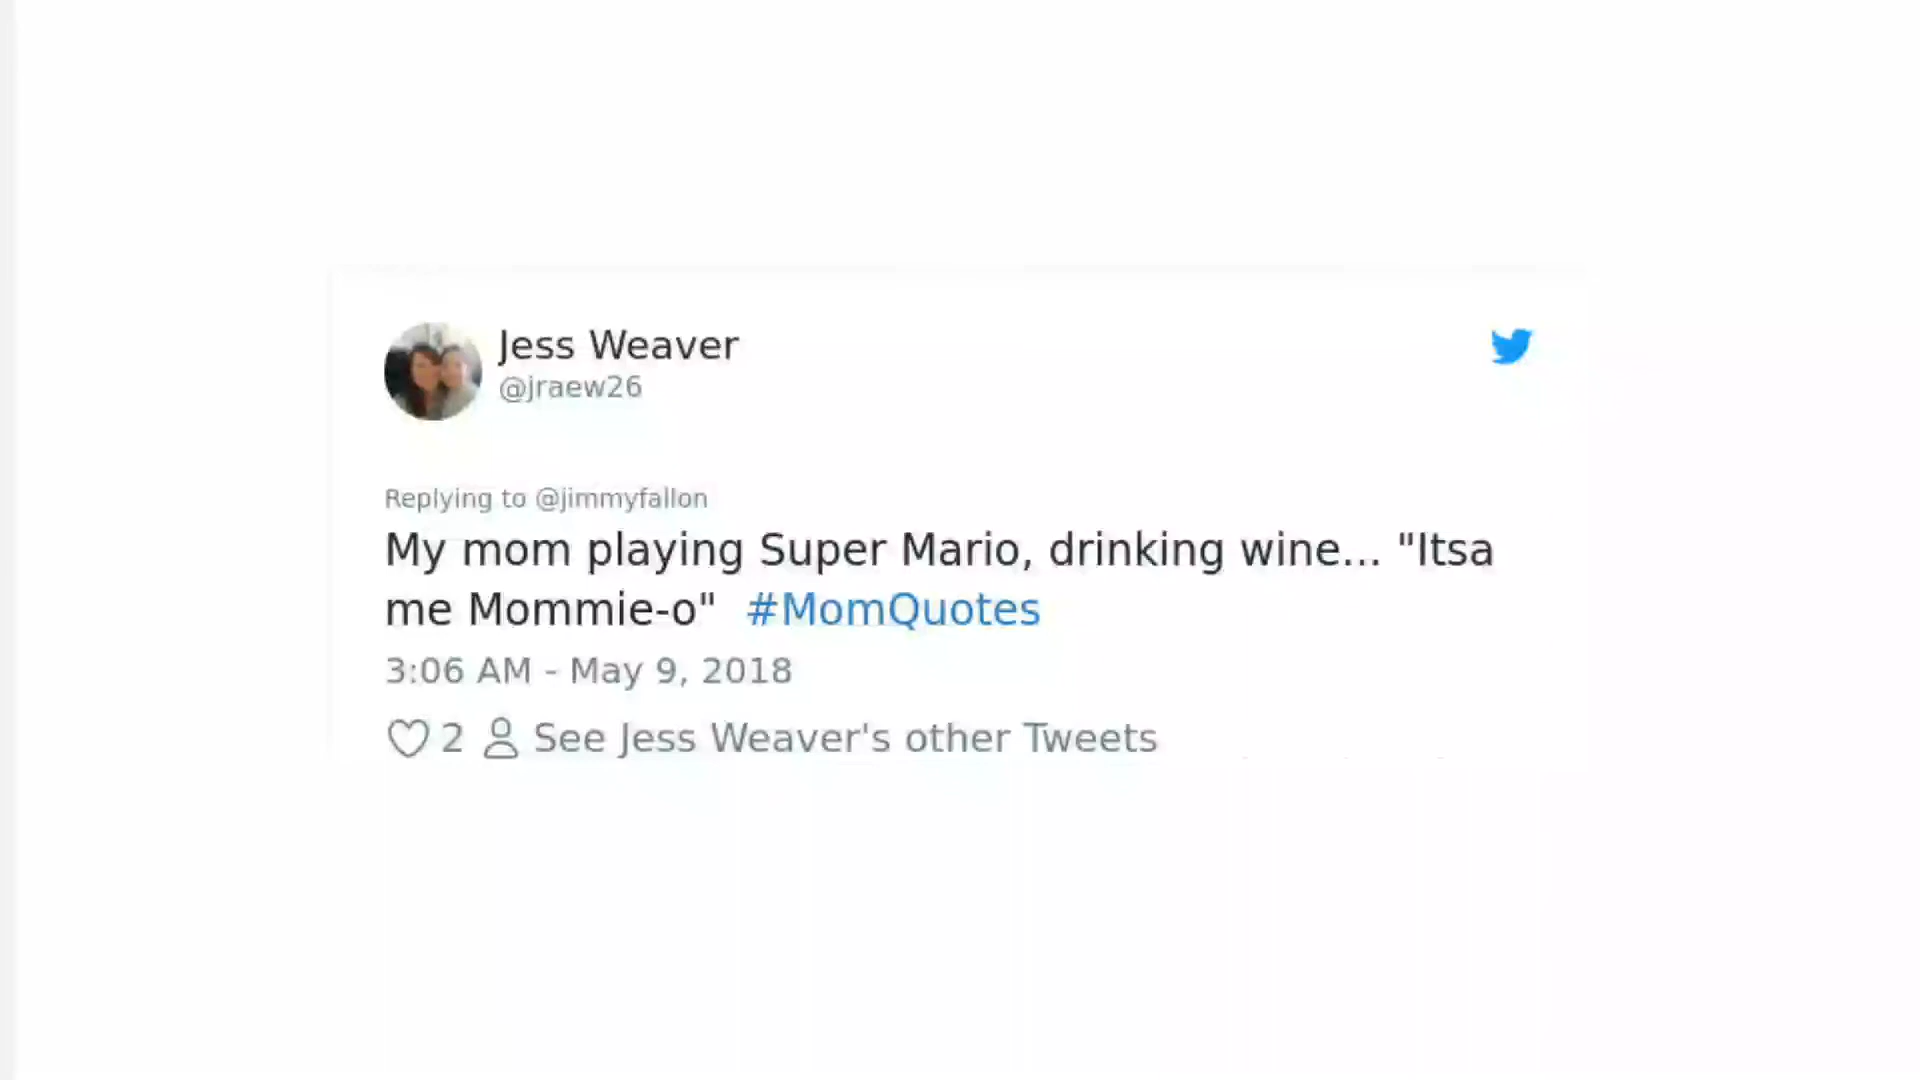 Jess Weaver
@jraew26
Replying to @jimmyfallon
My mom playing Super Mario, drinking wine... "Itsa
me Mommie-o"  #MomQuotes
3:06 AM - May 9, 2018
2 See Jess Weaver's other Tweets